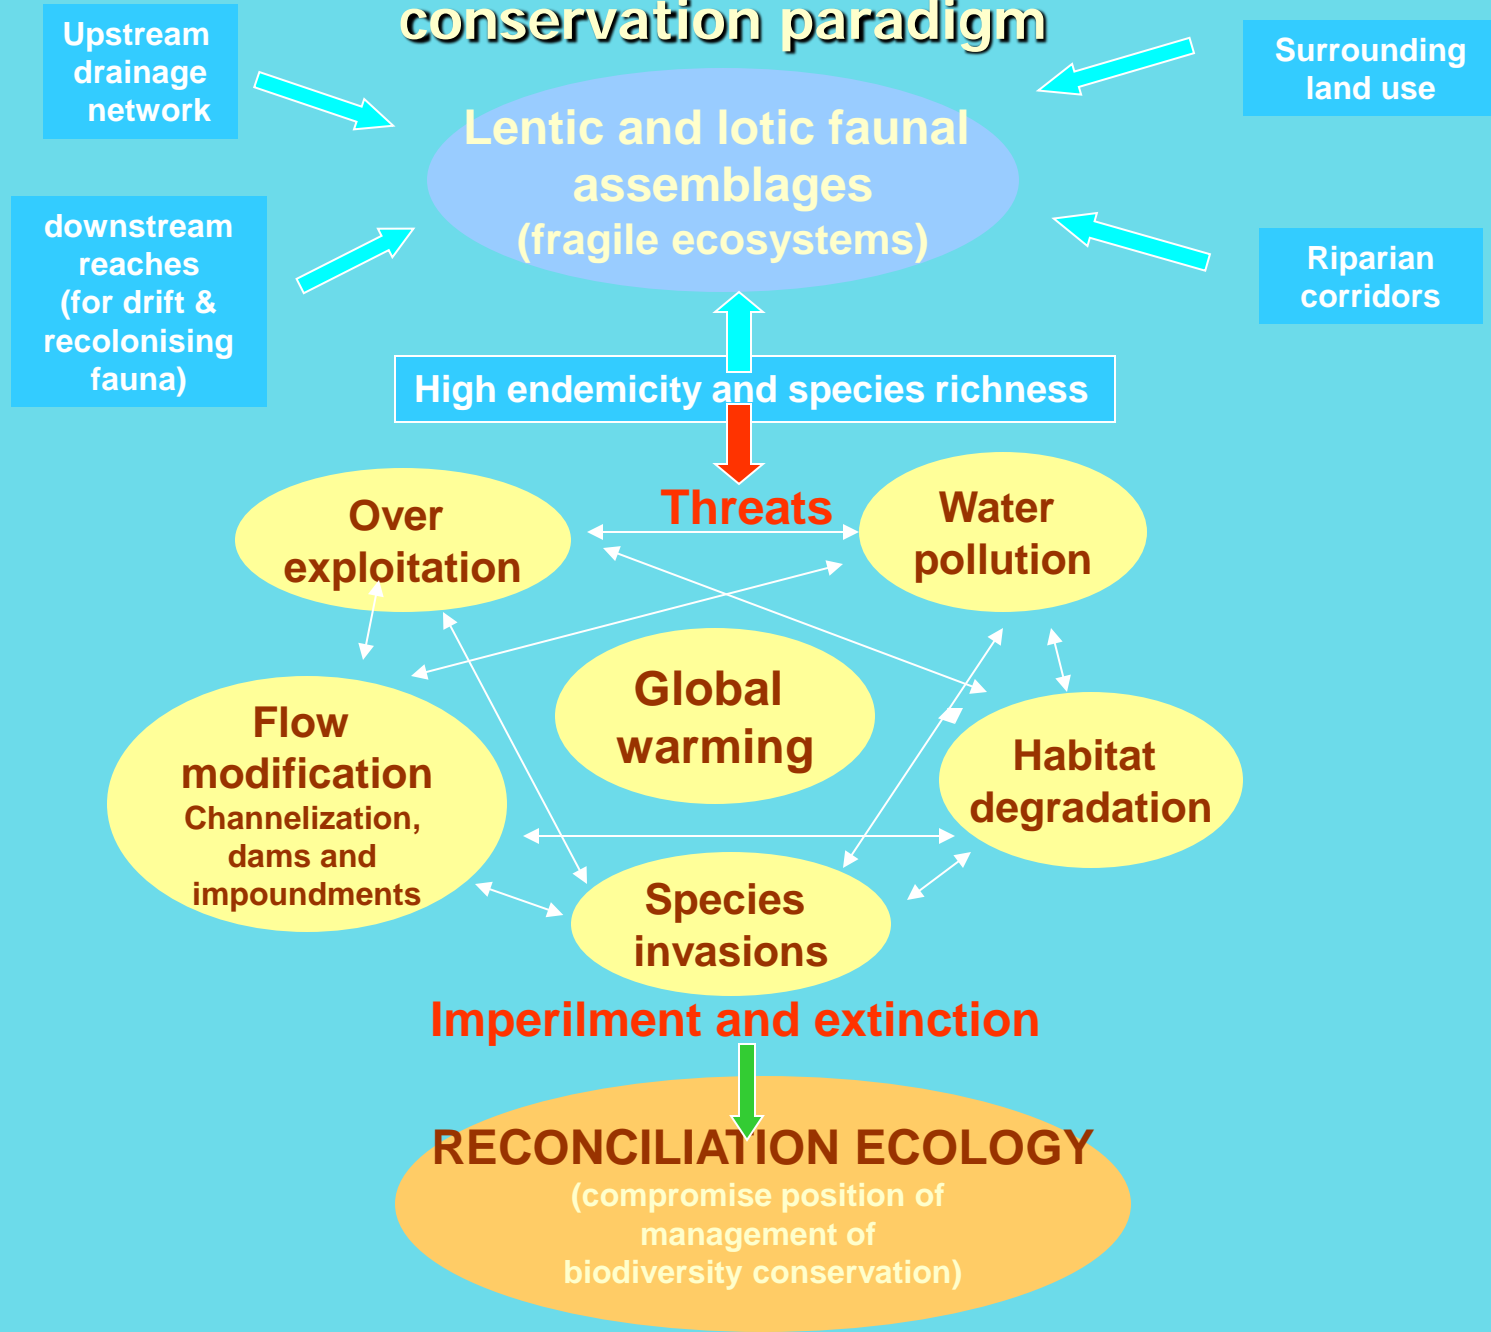 conservation paradigm
Upstream
drainage
network
Surrounding
land use
Lentic and lotic faunal
assemblages
(fragile ecosystems)
downstream
reaches
(for drift &
recolonising
fauna)
Riparian
corridors
High endemicity and species richness
Threats
Over
exploitation
Water
pollution
Global
warming
Flow
modification
Channelization,
dams and
impoundments
Habitat
degradation
Species
invasions
Imperilment and extinction
RECONCILIATION ECOLOGY
(compromise position of
management of
biodiversity conservation)